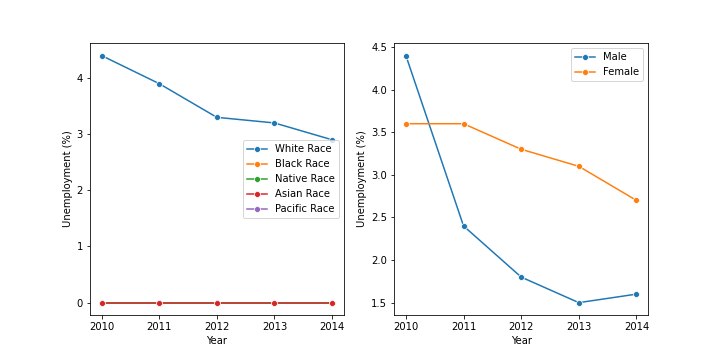 4
3
2
1
0
Unemployment (%)
2010 2011 2012 2013 2014
Year
White Race
Black Race
Native Race
Asian Race
Pacific Race
4.5
4.0
3.5
3.0
2.5
2.0
1.5
Unemployment (%)
2010 2011 2012 2013 2014
Year
Male
Female